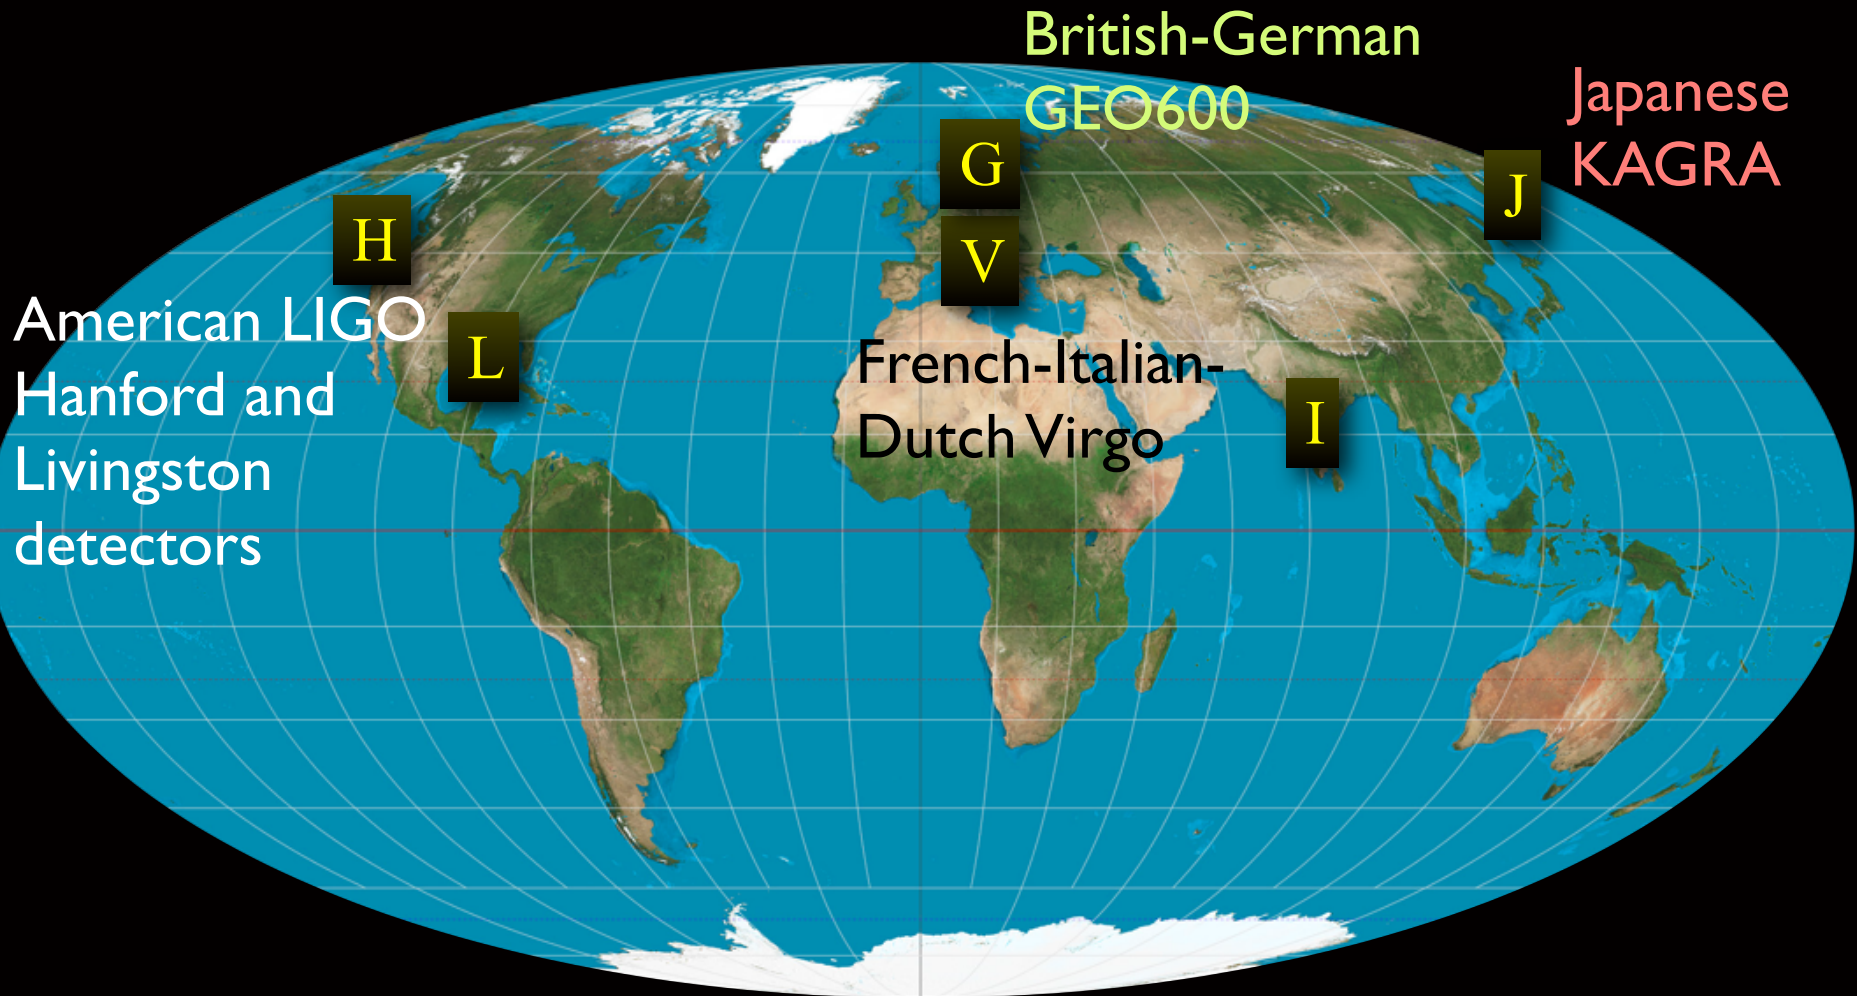 British-German
GEO600
Japanese
KAGRA
G
J
H
V
American LIGO
Hanford and
Livingston
detectors
L
French-Italian-
Dutch Virgo
I